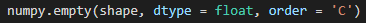 numpy.empty(shape, dtype = float, order = 'C')